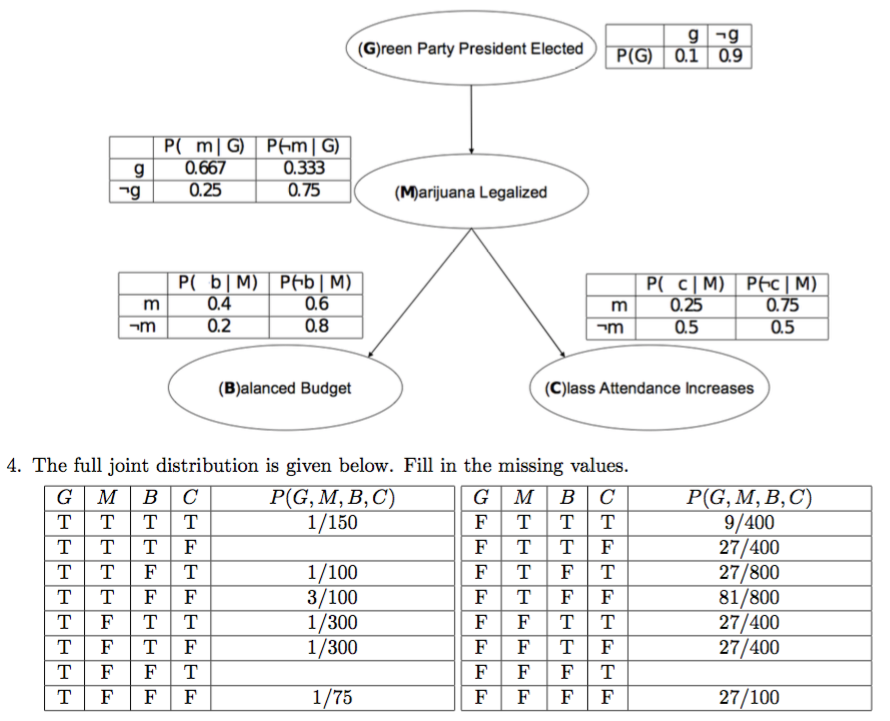 (G)reen Party President Elected
g ¬g
P(G) 0.1 0.9
P( m| G) P(¬m| G)
g 0.667 0.333
¬g 0.25 0.75
(M)arijuana Legalized
P( b| M) P(¬b| M)
m 0.4 0.6
¬m 0.2 0.8
P( c| M) P(¬c| M)
m 0.25 0.75
¬m 0.5 0.5
(B)alanced Budget
(C)lass Attendance Increases
4. The full joint distribution is given below. Fill in the missing values.
G M B C P(G, M, B, C) G M B C P(G, M, B, C)
T T T T 1/150 F T T T 9/400
T T T F F T T F 27/400
T T F T 1/100 F T F T 27/800
T T F F 3/100 F T F F 81/800
T F T T 1/300 F F T T 27/400
T F T F 1/300 F F T F 27/400
T F F T F F F T
T F F F 1/75 F F F F 27/100